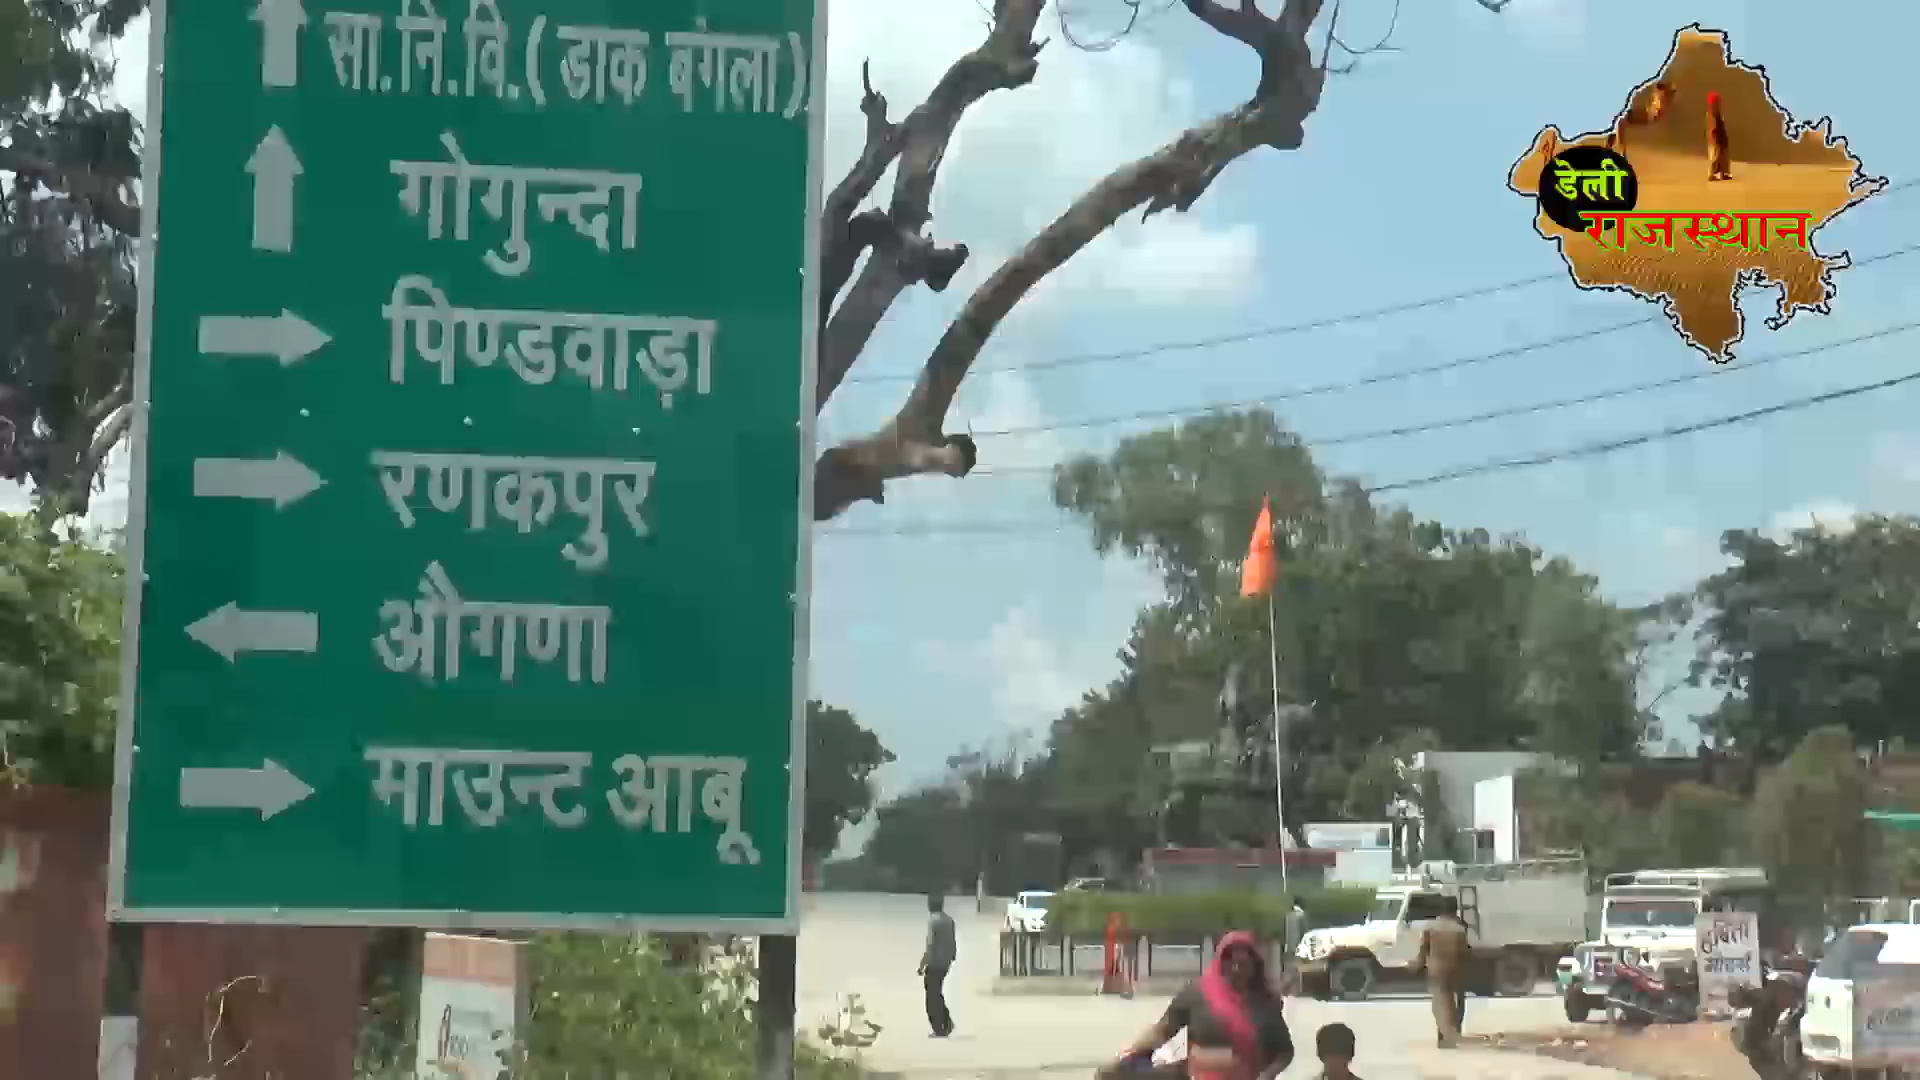 सा.नि.वि.( डाक बंगला)
गोगुन्दा
पिण्डवाड़ा
रणकपुर
औगणा
माउन्ट आबू
डेली
राजस्थान